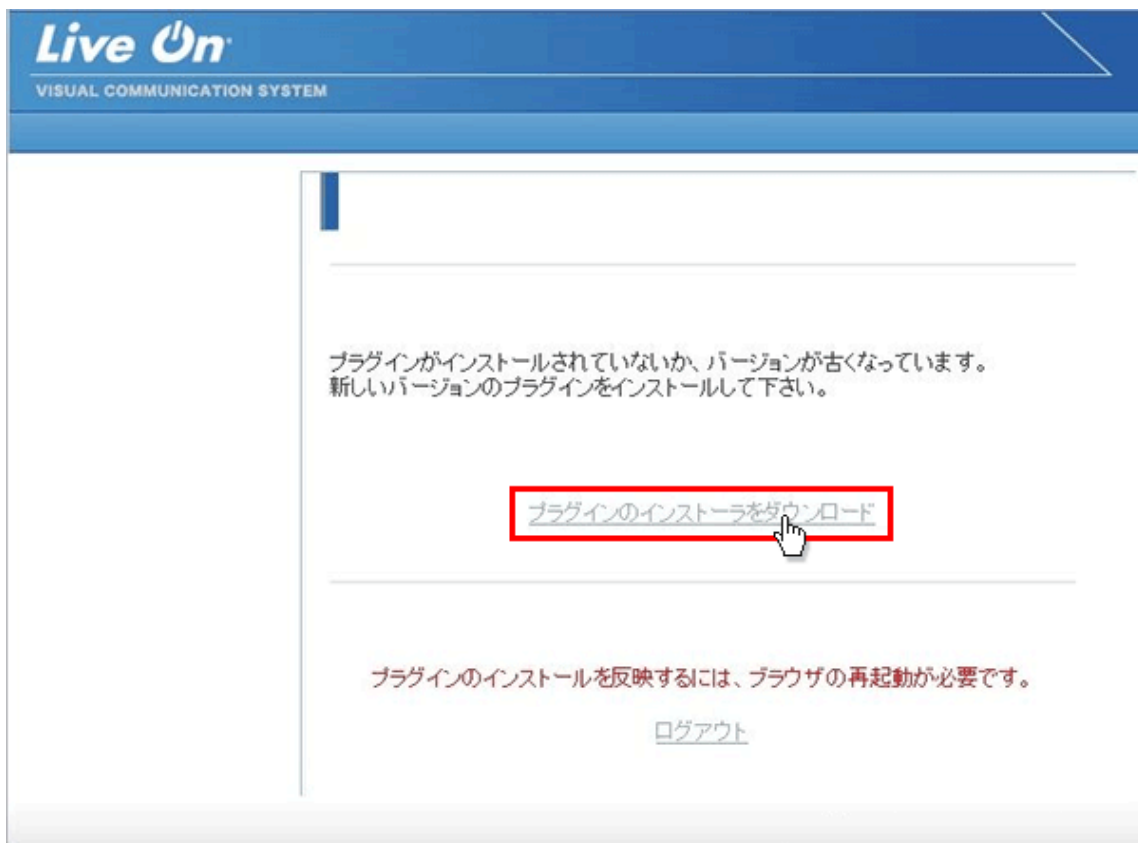 Live On
VISUAL COMMUNICATION SYSTEM
プラグインがインストールされていないか、バージョンが古くなっています。
新しいバージョンのプラグインをインストールして下さい。
プラグインのインストーラをダウンロード
プラグインのインストールを反映するには、ブラウザの再起動が必要です。
ログアウト